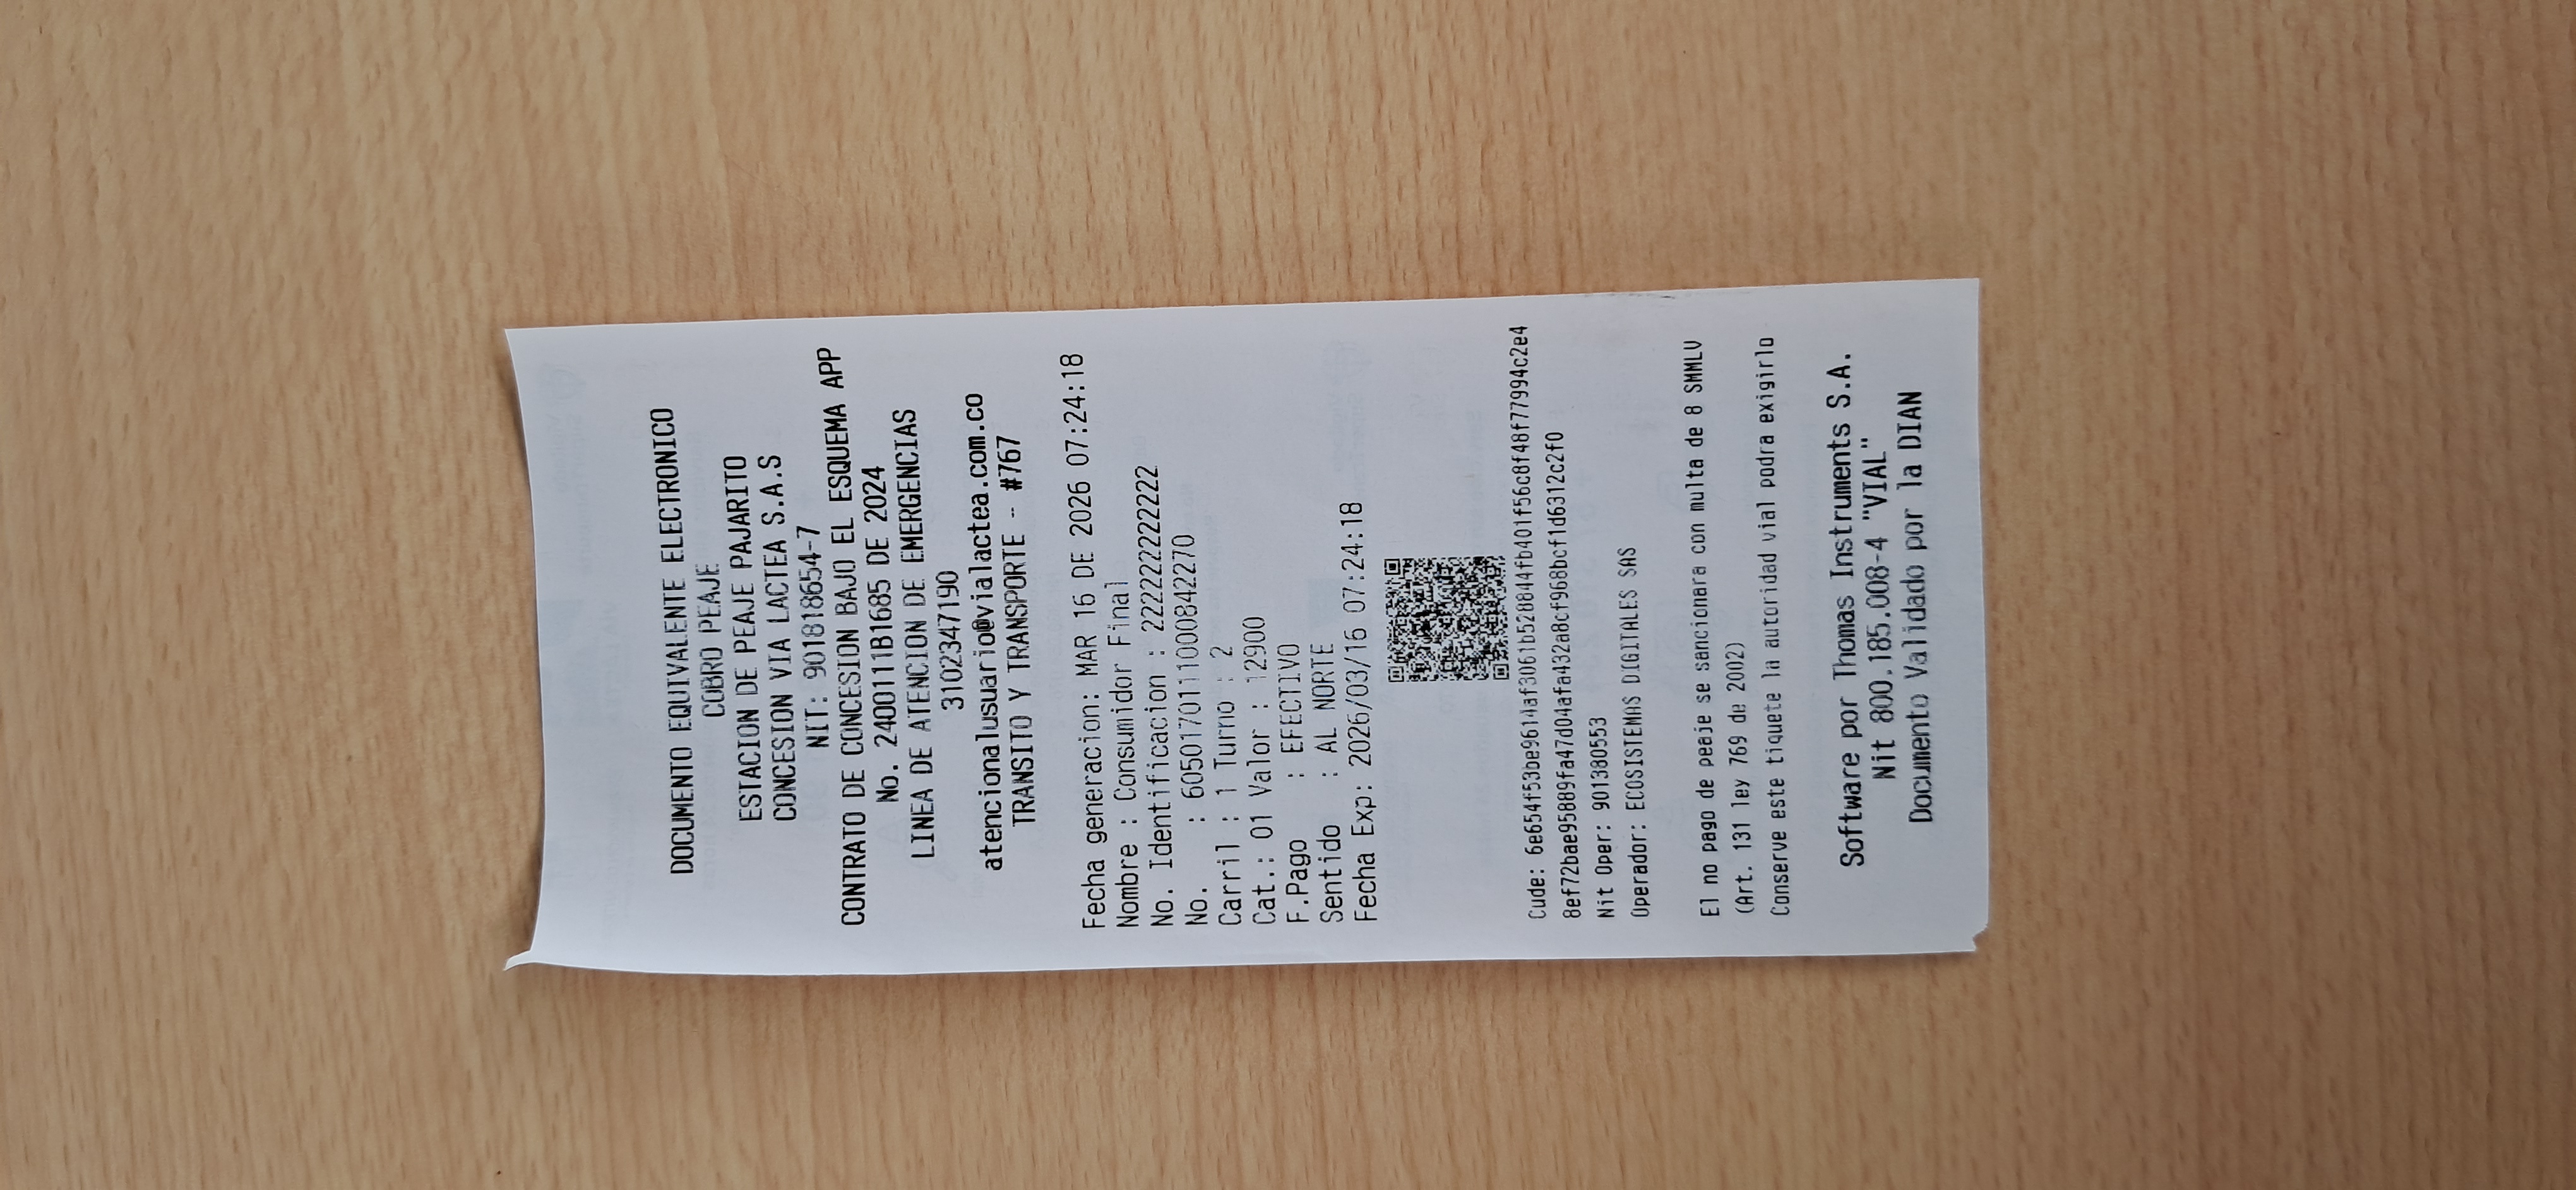 DOCUMENTO EQUIVALENTE ELECTRONICO
COBRO PEAJE
ESTACION DE PEAJE PAJARITO
CONCESION VIA LACTEA S.A.S
NIT: 901818654-7
CONTRATO DE CONCESION BAJO EL ESQUEMA APP
No. 2400111B1685 DE 2024
LINEA DE ATENCION DE EMERGENCIAS
3102347190
atencionalusuario@vialactea.com.co
TRANSITO Y TRANSPORTE -- #767
Fecha generacion: MAR 16 DE 2026 07:24:18
Nombre : Consumidor Final
No. Identificacion : 2222222222222
No. : 6050170111000842270
Carril : 1 Turno : 2
Cat.: 01 Valor : 12900
F.Pago : EFECTIVO
Sentido : AL NORTE
Fecha Exp: 2026/03/16 07:24:18
Cude: 6e654f53be9614af3061b528844fb401f56c8f48f77994c2e4
8ef72bae95889fa47d04afa432a8cf968bcf1d6312c2f0
Nit Oper: 901380553
Operador: ECOSISTEMAS DIGITALES SAS
El no pago de peaje se sancionara con multa de 8 SMMLV
(Art. 131 ley 769 de 2002)
Conserve este tiquete la autoridad vial podra exigirlo
Software por Thomas Instruments S.A.
Nit 800.185.008-4 "VIAL"
Documento Validado por la DIAN